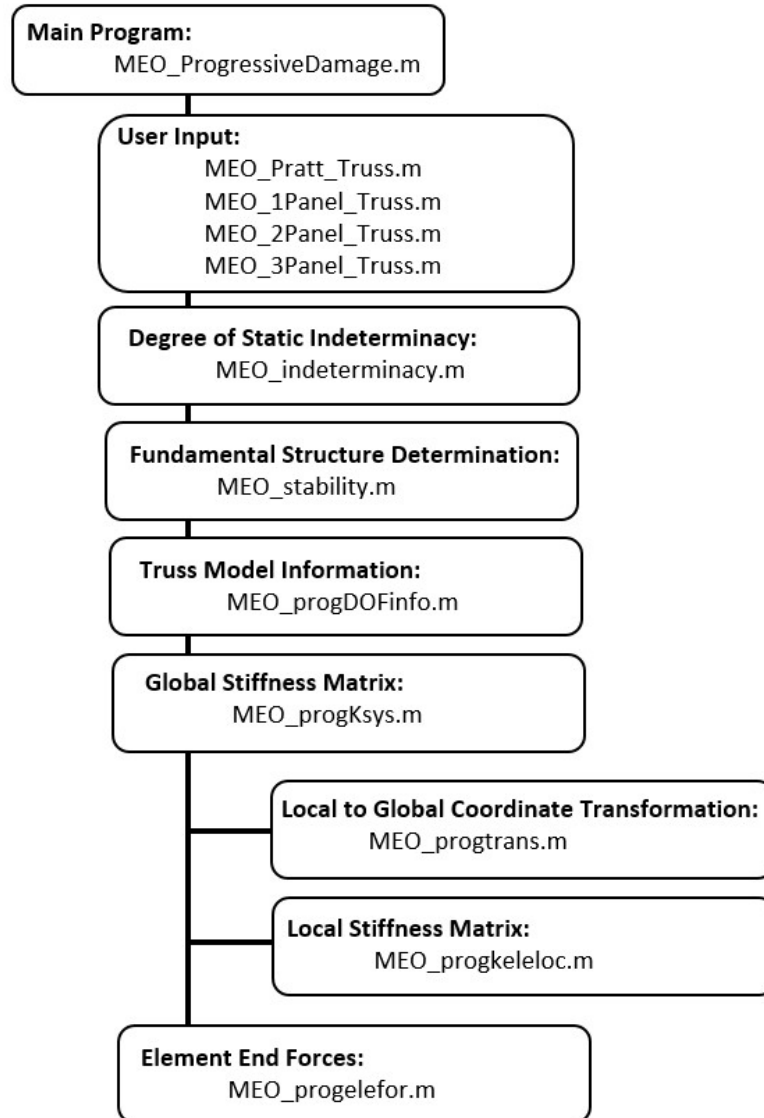 Main Program:
MEO_ProgressiveDamage.m
User Input:
MEO_Pratt_Truss.m
MEO_1Panel_Truss.m
MEO_2Panel_Truss.m
MEO_3Panel_Truss.m
Degree of Static Indeterminacy:
MEO_indeterminacy.m
Fundamental Structure Determination:
MEO_stability.m
Truss Model Information:
MEO_progDOFinfo.m
Global Stiffness Matrix:
MEO_progKsys.m
Local to Global Coordinate Transformation:
MEO_progtrans.m
Local Stiffness Matrix:
MEO_progkeleloc.m
Element End Forces:
MEO_progelefor.m